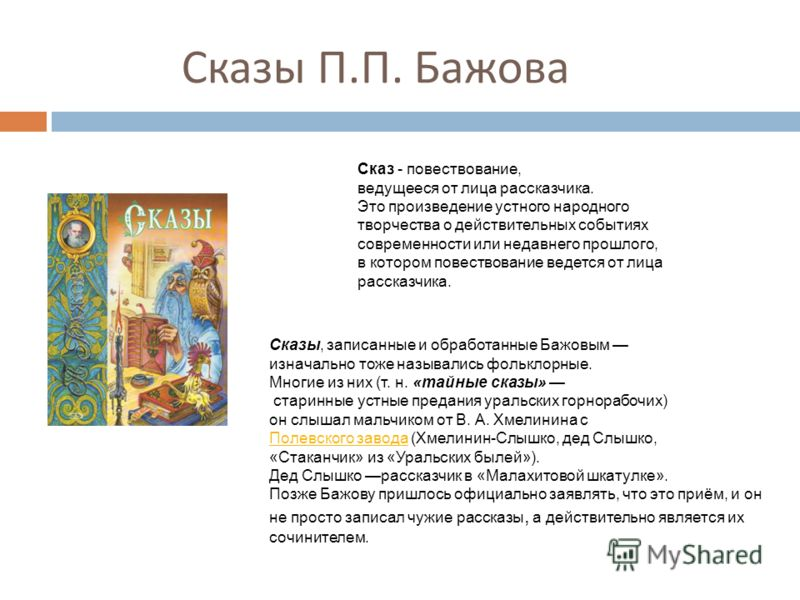 Сказы П.П. Бажова
Сказ - повествование,
ведущееся от лица рассказчика.
Это произведение устного народного
творчества о действительных событиях
современности или недавнего прошлого,
в котором повествование ведется от лица
рассказчика.
Сказы
Сказы, записанные и обработанные Бажовым —
изначально тоже назывались фольклорные.
Многие из них (т. н. «тайные сказы» —
старинные устные предания уральских горнорабочих)
он слышал мальчиком от В. А. Хмелинина с
Полевского завода (Хмелинин-Слышко, дед Слышко,
«Стаканчик» из «Уральских былей»).
Дед Слышко —рассказчик в «Малахитовой шкатулке».
Позже Бажову пришлось официально заявлять, что это приём, и он
не просто записал чужие рассказы, а действительно является их
сочинителем.
MyShared